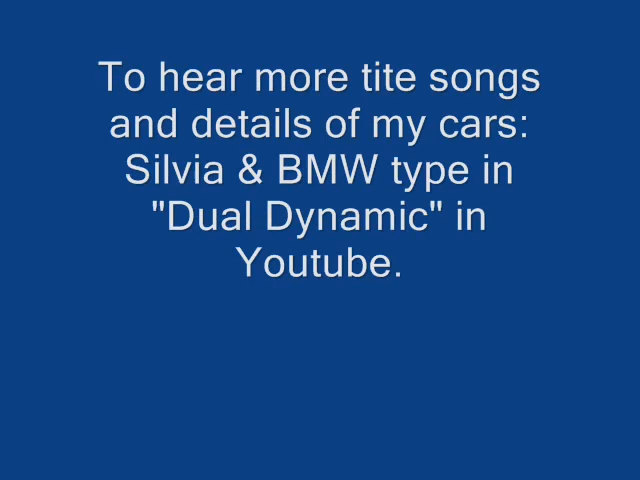 To hear more tite songs
and details of my cars:
Silvia & BMW type in
"Dual Dynamic" in
Youtube.